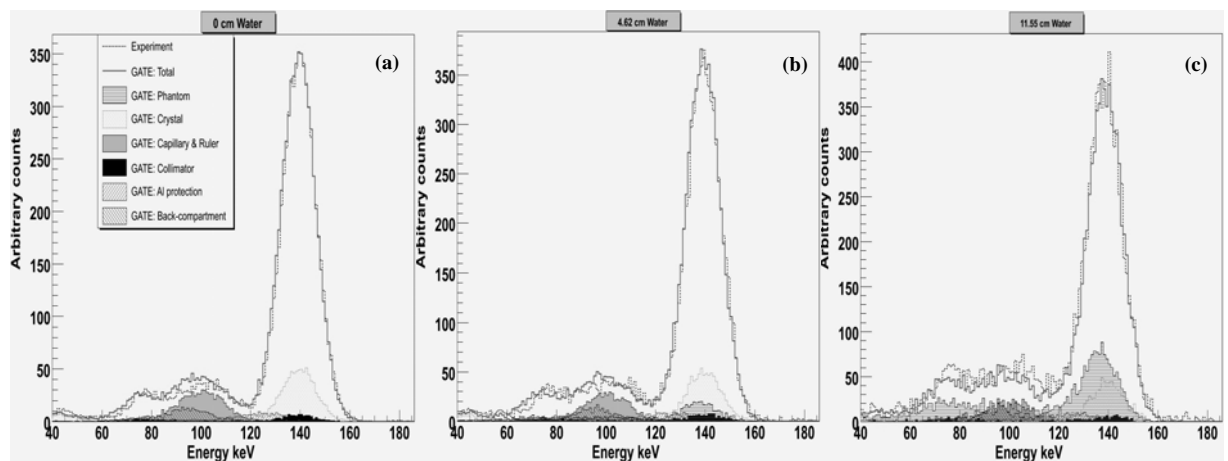 0 cm Water
(a)
Arbitrary counts
350
300
250
200
150
100
50
0
Experiment
GATE: Total
GATE: Phantom
GATE: Crystal
GATE: Capillary & Ruler
GATE: Collimator
GATE: Al protection
GATE: Back-compartment
40 60 80 100 120 140 160 180
Energy keV
4.62 cm Water
(b)
Arbitrary counts
350
300
250
200
150
100
50
0
40 60 80 100 120 140 160 180
Energy keV
11.55 cm Water
(c)
Arbitrary counts
400
350
300
250
200
150
100
50
0
40 60 80 100 120 140 160 180
Energy keV